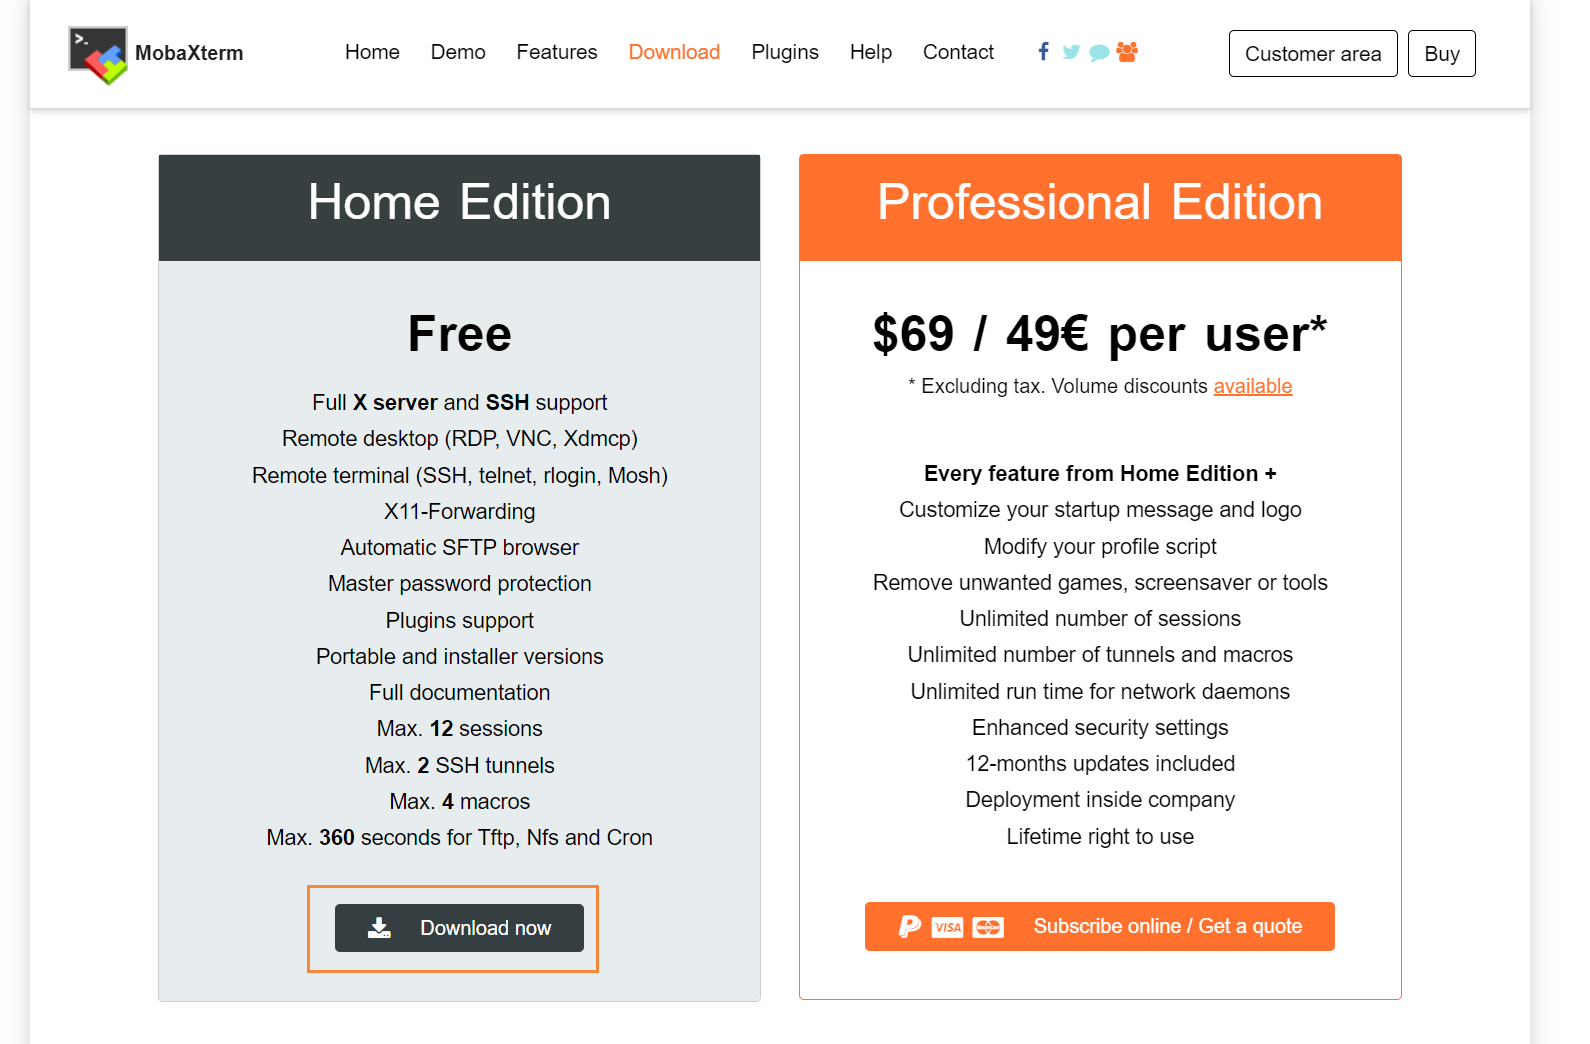 >_ MobaXterm
Home Demo Features Download Plugins Help Contact
Customer area Buy
Home Edition
Free
Full X server and SSH support
Remote desktop (RDP, VNC, Xdmcp)
Remote terminal (SSH, telnet, rlogin, Mosh)
X11-Forwarding
Automatic SFTP browser
Master password protection
Plugins support
Portable and installer versions
Full documentation
Max. 12 sessions
Max. 2 SSH tunnels
Max. 4 macros
Max. 360 seconds for Tftp, Nfs and Cron
Download now
Professional Edition
$69 / 49€ per user*
* Excluding tax. Volume discounts available
Every feature from Home Edition +
Customize your startup message and logo
Modify your profile script
Remove unwanted games, screensaver or tools
Unlimited number of sessions
Unlimited number of tunnels and macros
Unlimited run time for network daemons
Enhanced security settings
12-months updates included
Deployment inside company
Lifetime right to use
VISA MasterCard Subscribe online / Get a quote